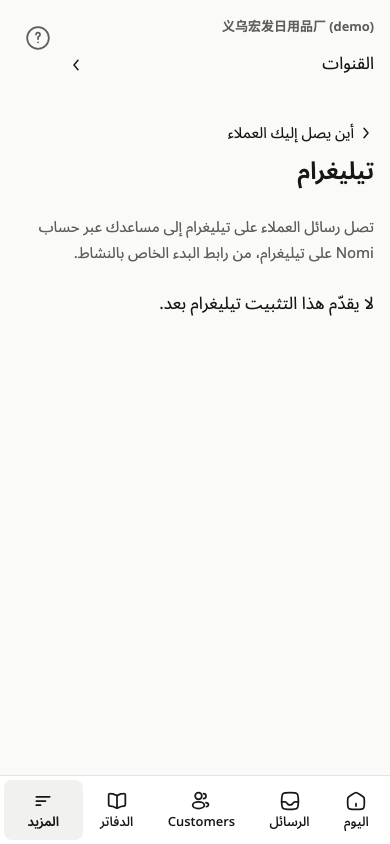 义乌宏发日用品厂 (demo)
القنوات
أين يصل إليك العملاء
تيليغرام
تصل رسائل العملاء على تيليغرام إلى مساعدك عبر حساب
Nomi على تيليغرام، من رابط البدء الخاص بالنشاط.
لا يقدّم هذا التثبيت تيليغرام بعد.
اليوم
الرسائل
Customers
الدفاتر
المزيد